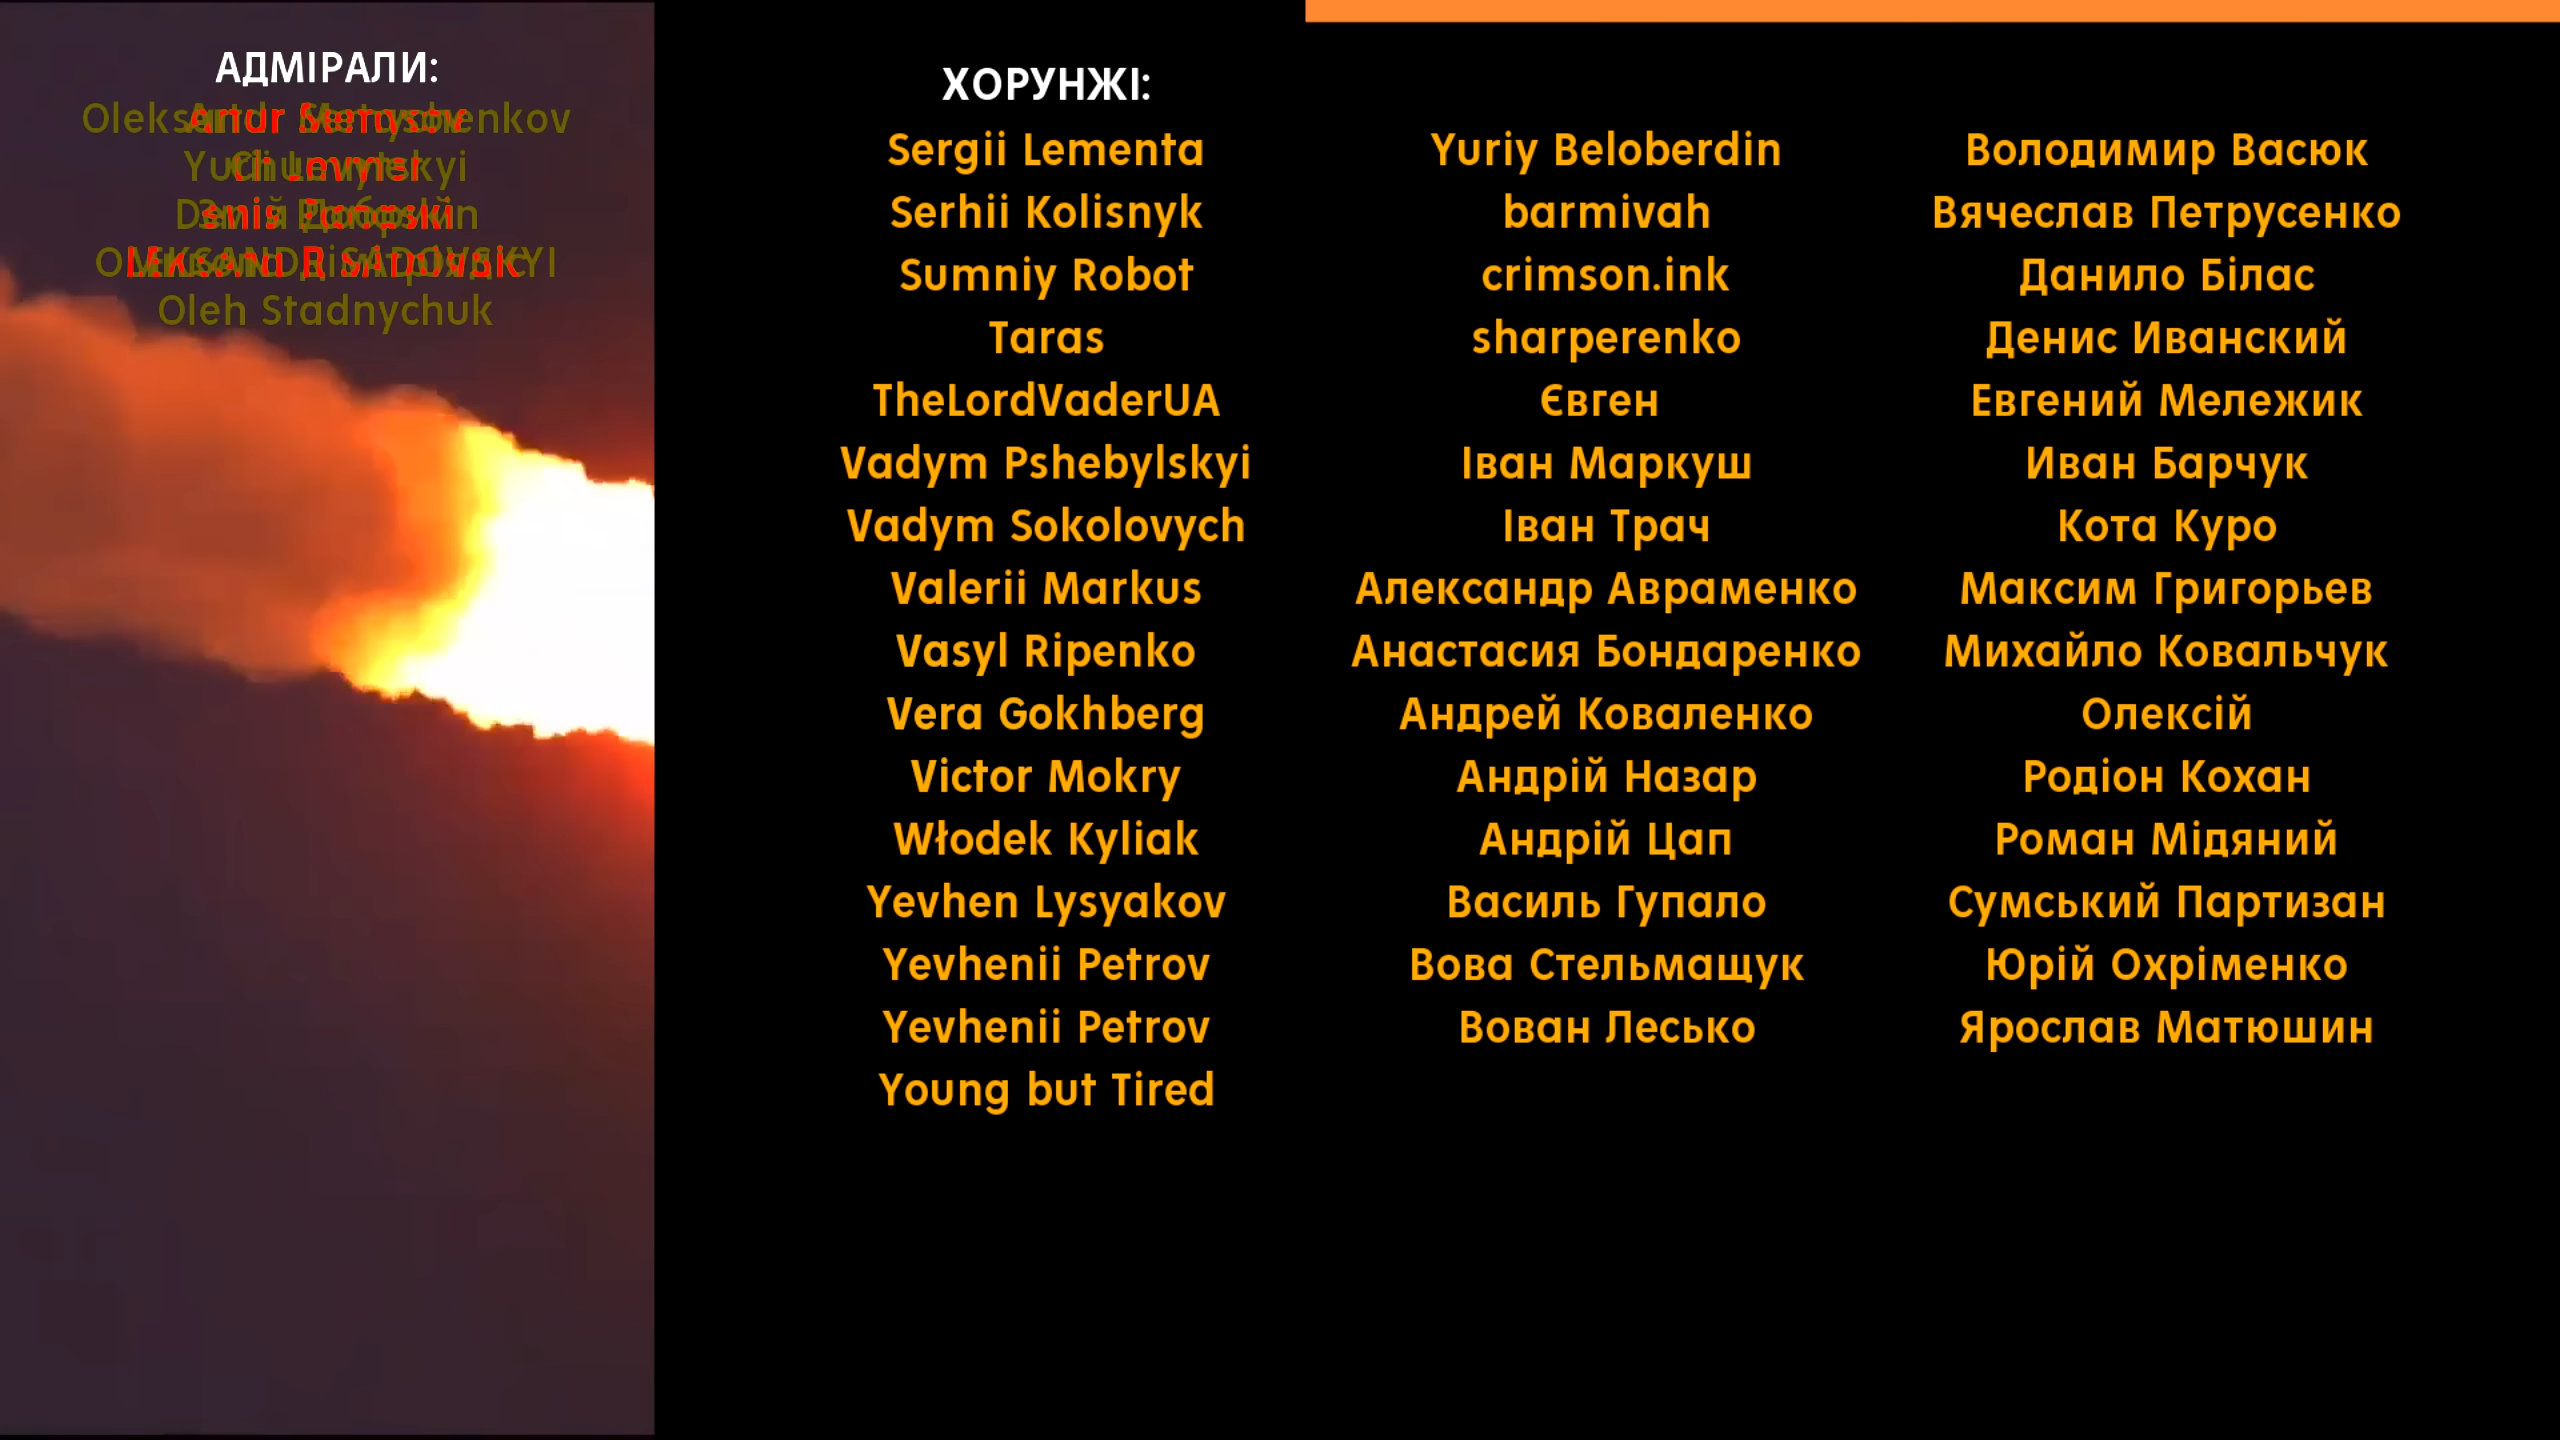 АДМІРАЛИ:
Oleh Stadnychuk
ХОРУНЖІ:
Sergii Lementa
Serhii Kolisnyk
Sumniy Robot
Taras
TheLordVaderUA
Vadym Pshebylskyi
Vadym Sokolovych
Valerii Markus
Vasyl Ripenko
Vera Gokhberg
Victor Mokry
Włodek Kyliak
Yevhen Lysyakov
Yevhenii Petrov
Yevhenii Petrov
Young but Tired
Yuriy Beloberdin
barmivah
crimson.ink
sharperenko
Євген
Іван Маркуш
Іван Трач
Александр Авраменко
Анастасия Бондаренко
Андрей Коваленко
Андрій Назар
Андрій Цап
Василь Гупало
Вова Стельмащук
Вован Лесько
Володимир Васюк
Вячеслав Петрусенко
Данило Білас
Денис Иванский
Евгений Мележик
Иван Барчук
Кота Куро
Максим Григорьев
Михайло Ковальчук
Олексій
Родіон Кохан
Роман Мідяний
Сумський Партизан
Юрій Охріменко
Ярослав Матюшин